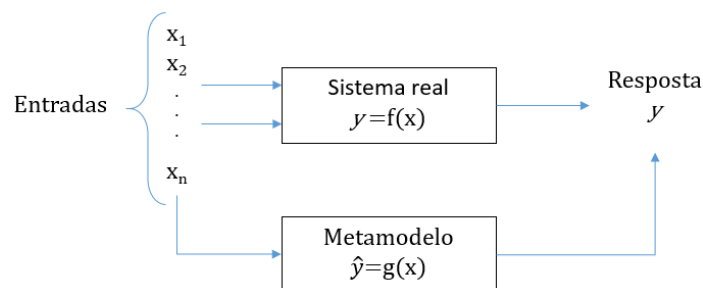 Entradas
x₁
x₂
.
.
.
xₙ
Sistema real
y=f(x)
Resposta
y
Metamodelo
ŷ=g(x)